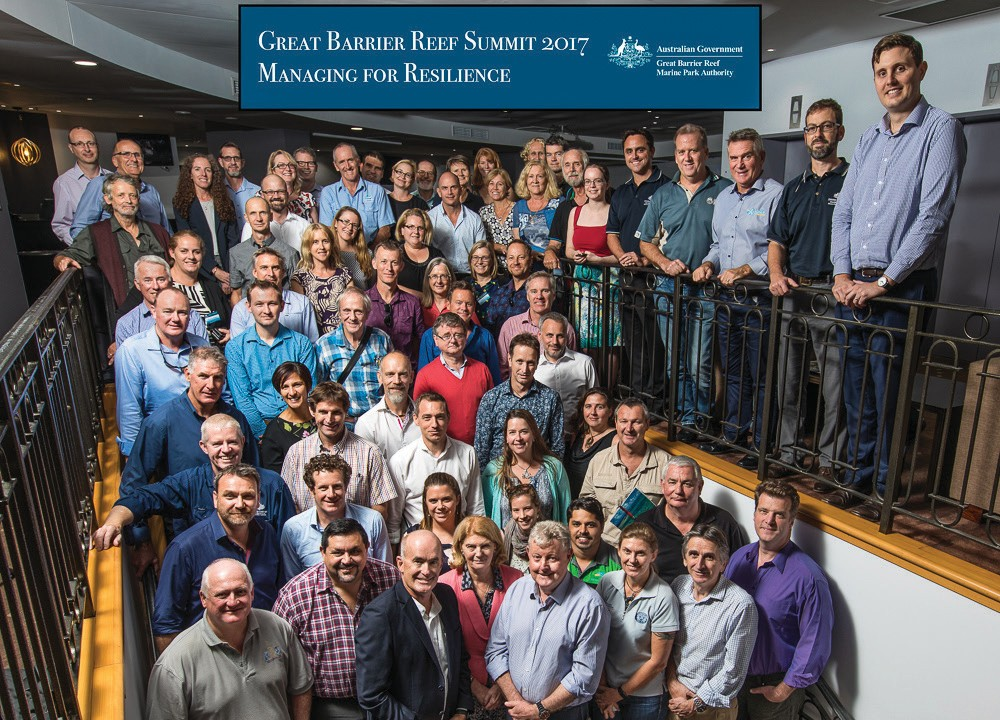 Great Barrier Reef Summit 2017
Managing for Resilience
Australian Government
Great Barrier Reef
Marine Park Authority